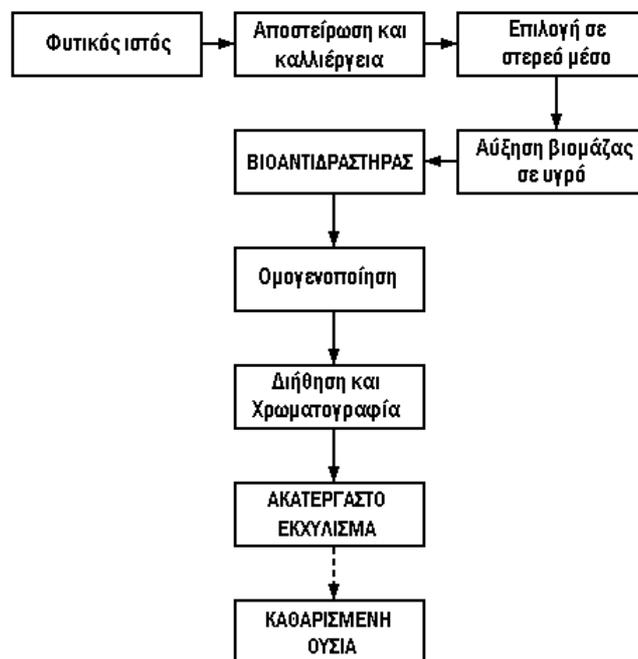 Φυτικός ιστός
Αποστείρωση και
καλλιέργεια
Επιλογή σε
στερεό μέσο
Αύξηση βιομάζας
σε υγρό
ΒΙΟΑΝΤΙΔΡΑΣΤΗΡΑΣ
Ομογενοποίηση
Διήθηση και
Χρωματογραφία
ΑΚΑΤΕΡΓΑΣΤΟ
ΕΚΧΥΛΙΣΜΑ
ΚΑΘΑΡΙΣΜΕΝΗ
ΟΥΣΙΑ